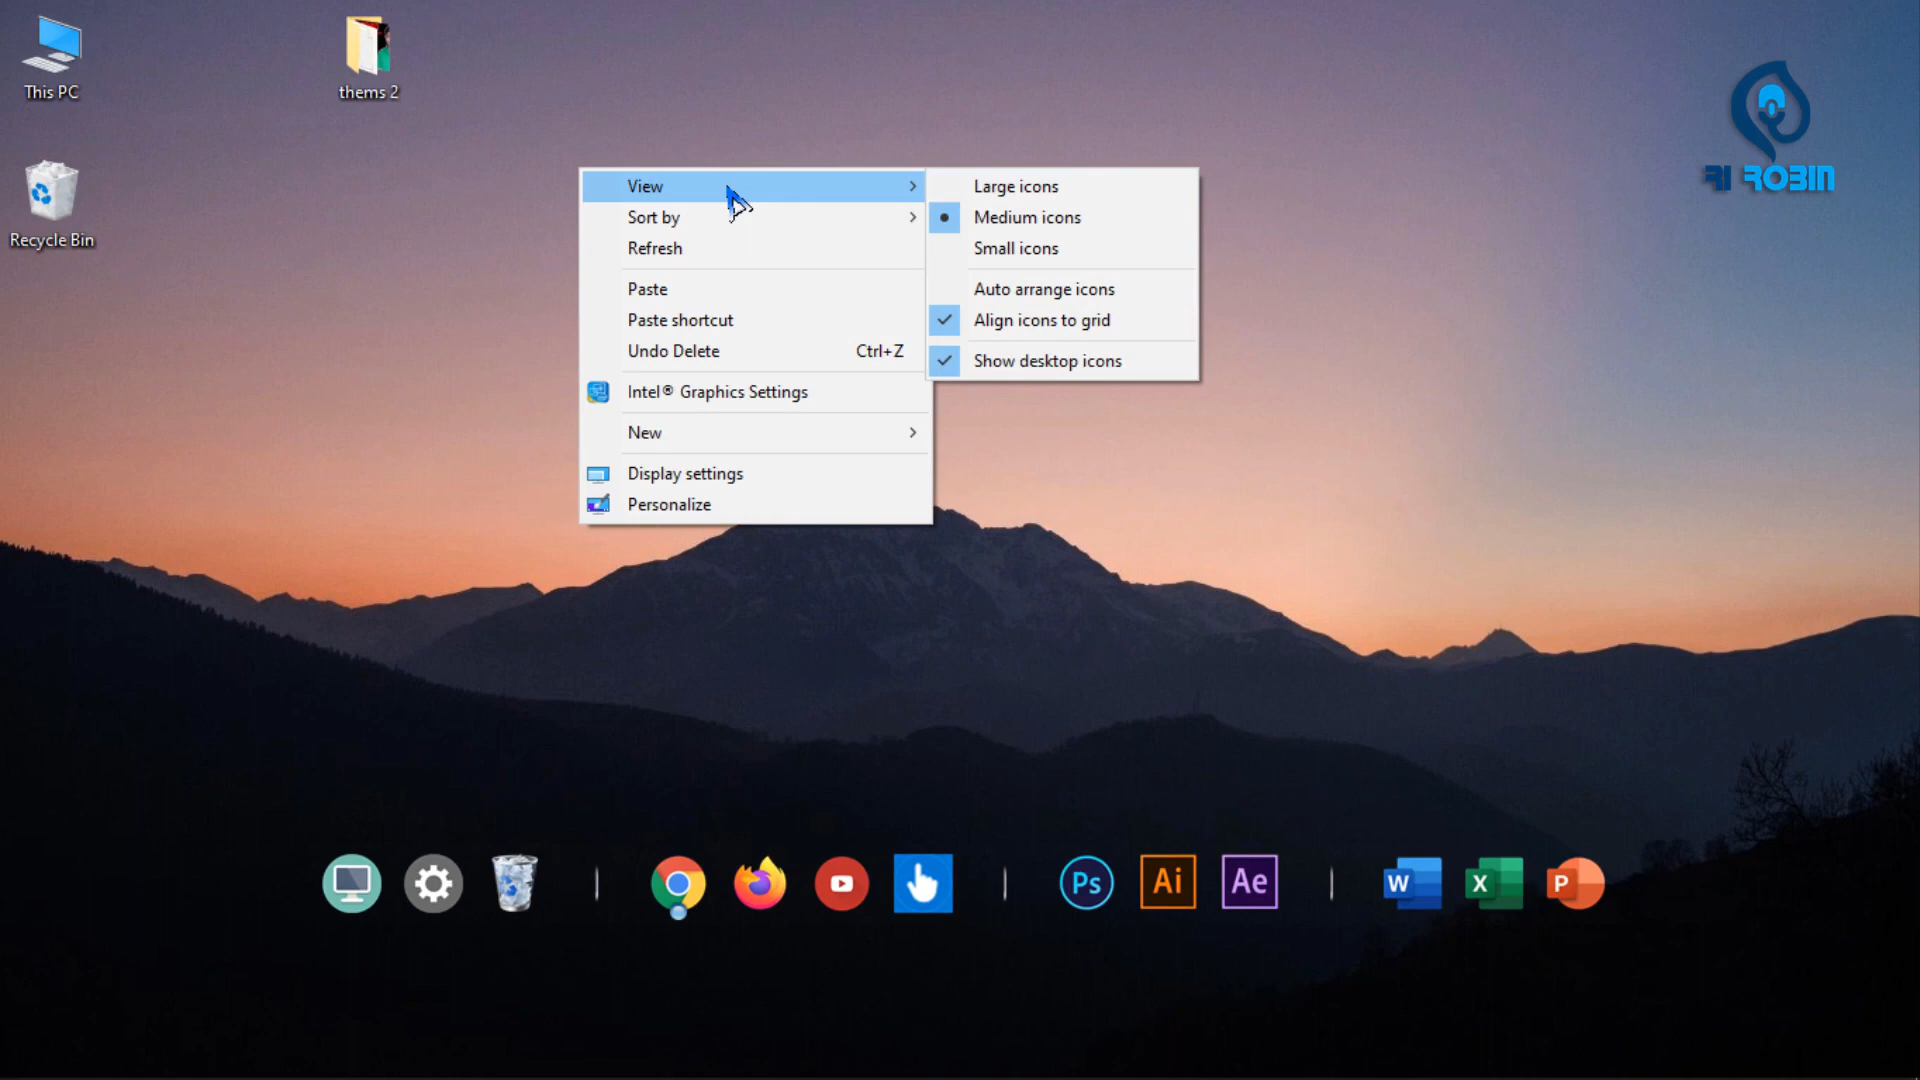 This PC
thems 2
RI ROBIN
Recycle Bin
View
Sort by
Refresh
Paste
Paste shortcut
Undo Delete Ctrl+Z
Intel® Graphics Settings
New
Display settings
Personalize
Large icons
Medium icons
Small icons
Auto arrange icons
Align icons to grid
Show desktop icons
Ps
Ai
Ae
W
X
P